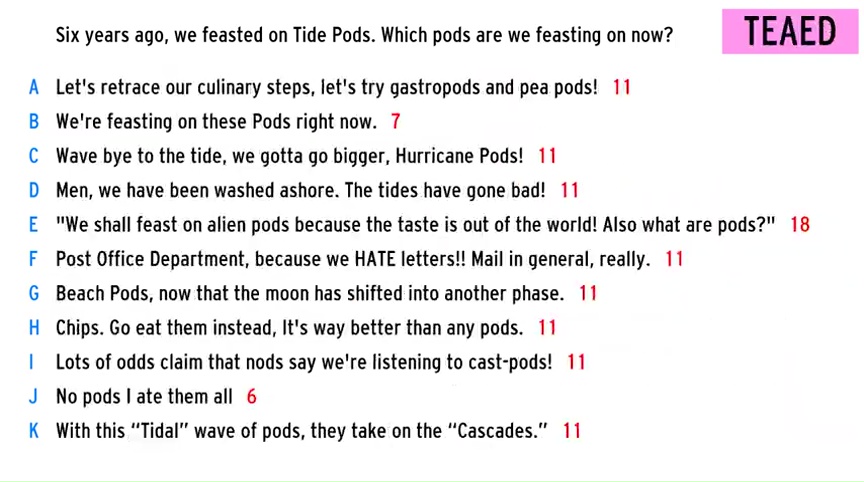 Six years ago, we feasted on Tide Pods. Which pods are we feasting on now?
TEAED
A Let's retrace our culinary steps, let's try gastropods and pea pods! 11
B We're feasting on these Pods right now. 7
C Wave bye to the tide, we gotta go bigger, Hurricane Pods! 11
D Men, we have been washed ashore. The tides have gone bad! 11
E "We shall feast on alien pods because the taste is out of the world! Also what are pods?" 18
F Post Office Department, because we HATE letters!! Mail in general, really. 11
G Beach Pods, now that the moon has shifted into another phase. 11
H Chips. Go eat them instead, It's way better than any pods. 11
I Lots of odds claim that nods say we're listening to cast-pods! 11
J No pods I ate them all 6
K With this “Tidal” wave of pods, they take on the “Cascades.” 11